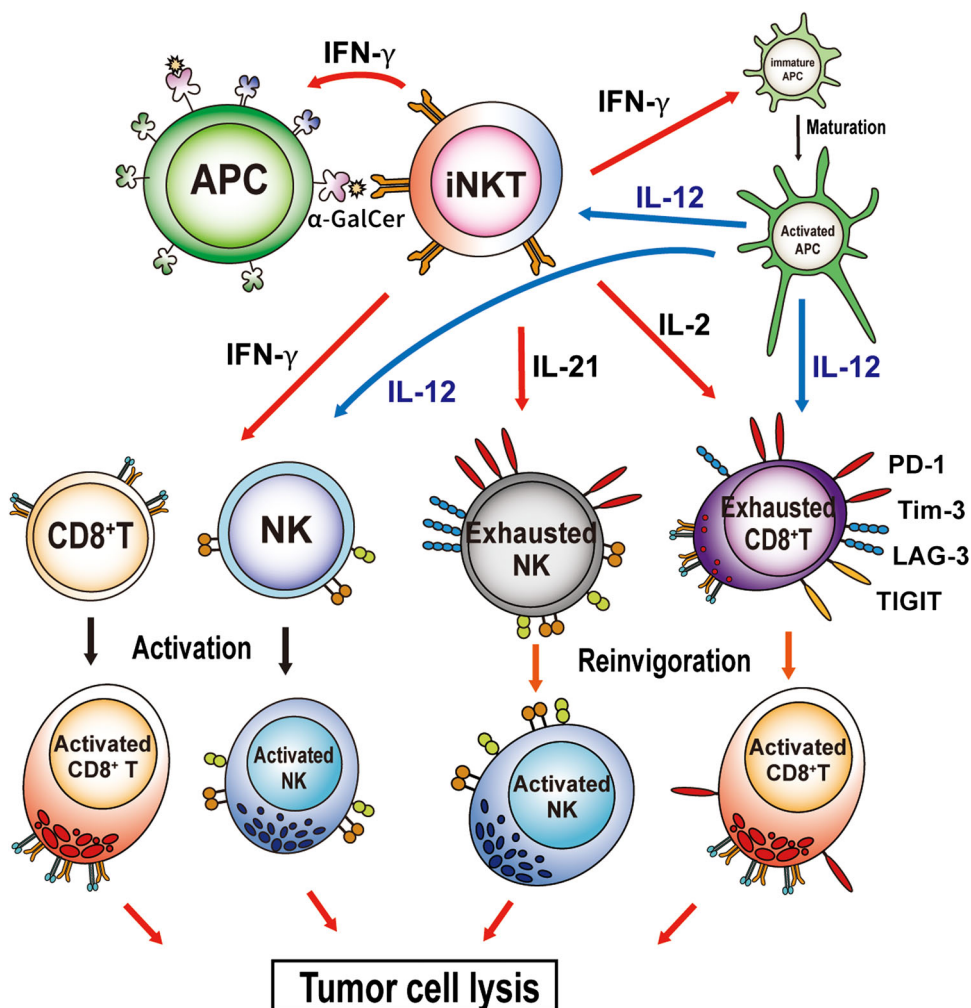 IFN-γ
immature
APC
IFN-γ
Maturation
APC
iNKT
α-GalCer
IL-12
Activated
APC
IL-2
IFN-γ
IL-21
IL-12
IL-12
PD-1
Tim-3
LAG-3
TIGIT
CD8⁺T
NK
Exhausted
NK
Exhausted
CD8⁺T
Activation
Reinvigoration
Activated
CD8⁺ T
Activated
NK
Activated
NK
Activated
CD8⁺T
Tumor cell lysis